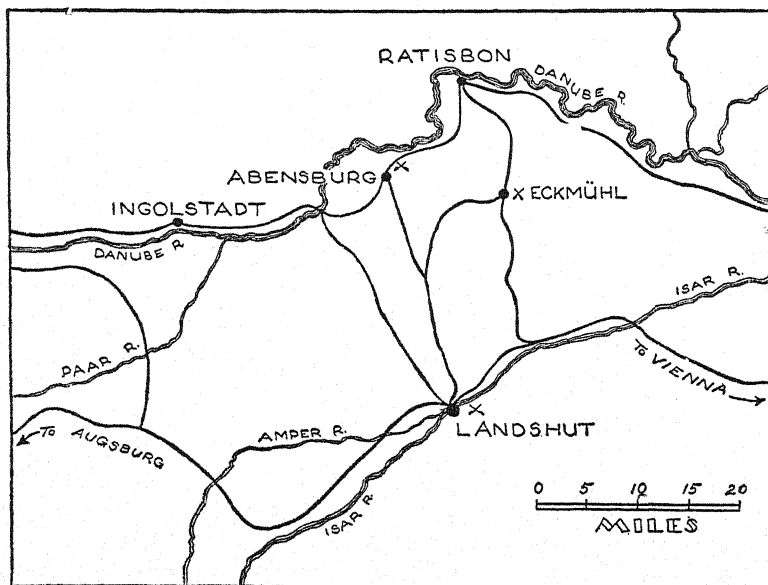 RATISBON
DANUBE R.
ABENSBURG X
X ECKMÜHL
INGOLSTADT
DANUBE R
ISAR R.
PAAR R.
TO VIENNA
X
LANDSHUT
AMPER R.
TO AUGSBURG
ISAR R.
0 5 10 15 20
MILES